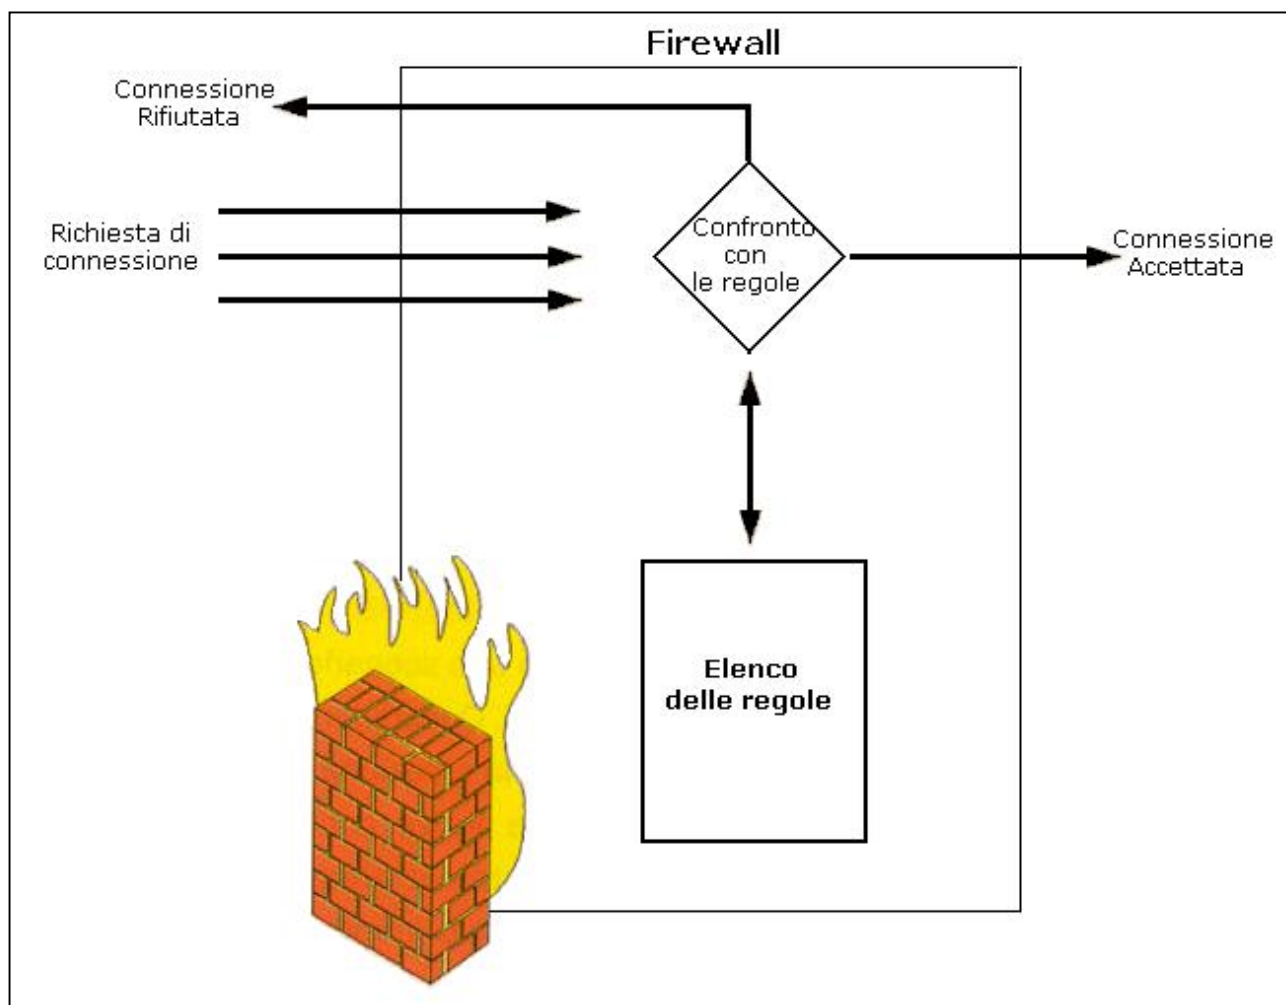 Firewall
Connessione
Rifiutata
Richiesta di
connessione
Confronto
con
le regole
Connessione
Accettata
Elenco
delle regole